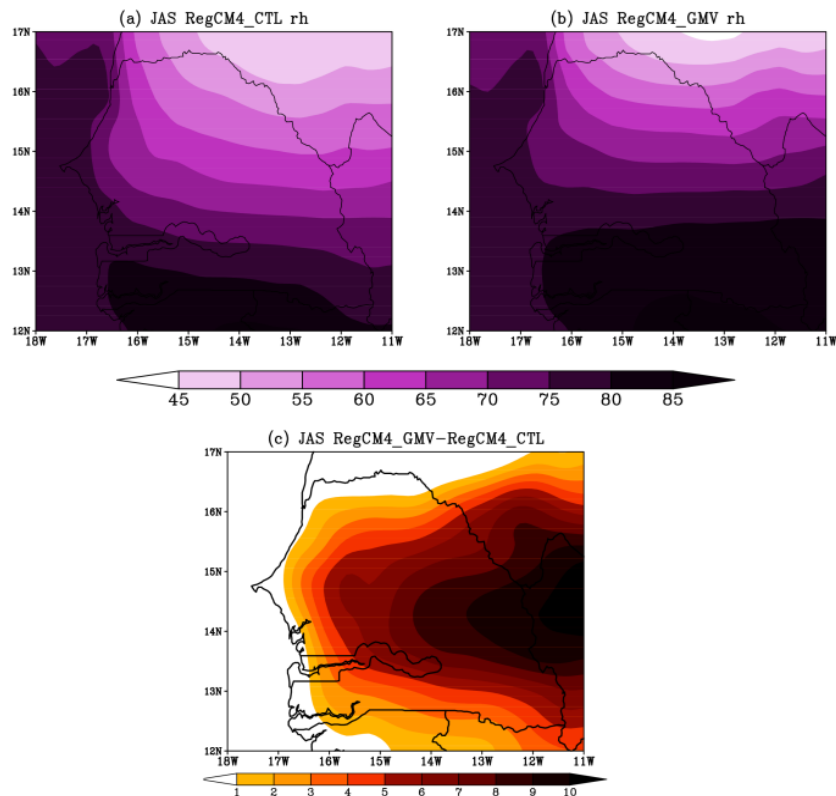 (a) JAS RegCM4_CTL rh
17N
16N
15N
14N
13N
12N
18W 17W 16W 15W 14W 13W 12W 11W
(b) JAS RegCM4_GMV rh
17N
16N
15N
14N
13N
12N
18W 17W 16W 15W 14W 13W 12W 11W
45 50 55 60 65 70 75 80 85
(c) JAS RegCM4_GMV-RegCM4_CTL
17N
16N
15N
14N
13N
12N
18W 17W 16W 15W 14W 13W 12W 11W
1 2 3 4 5 6 7 8 9 10